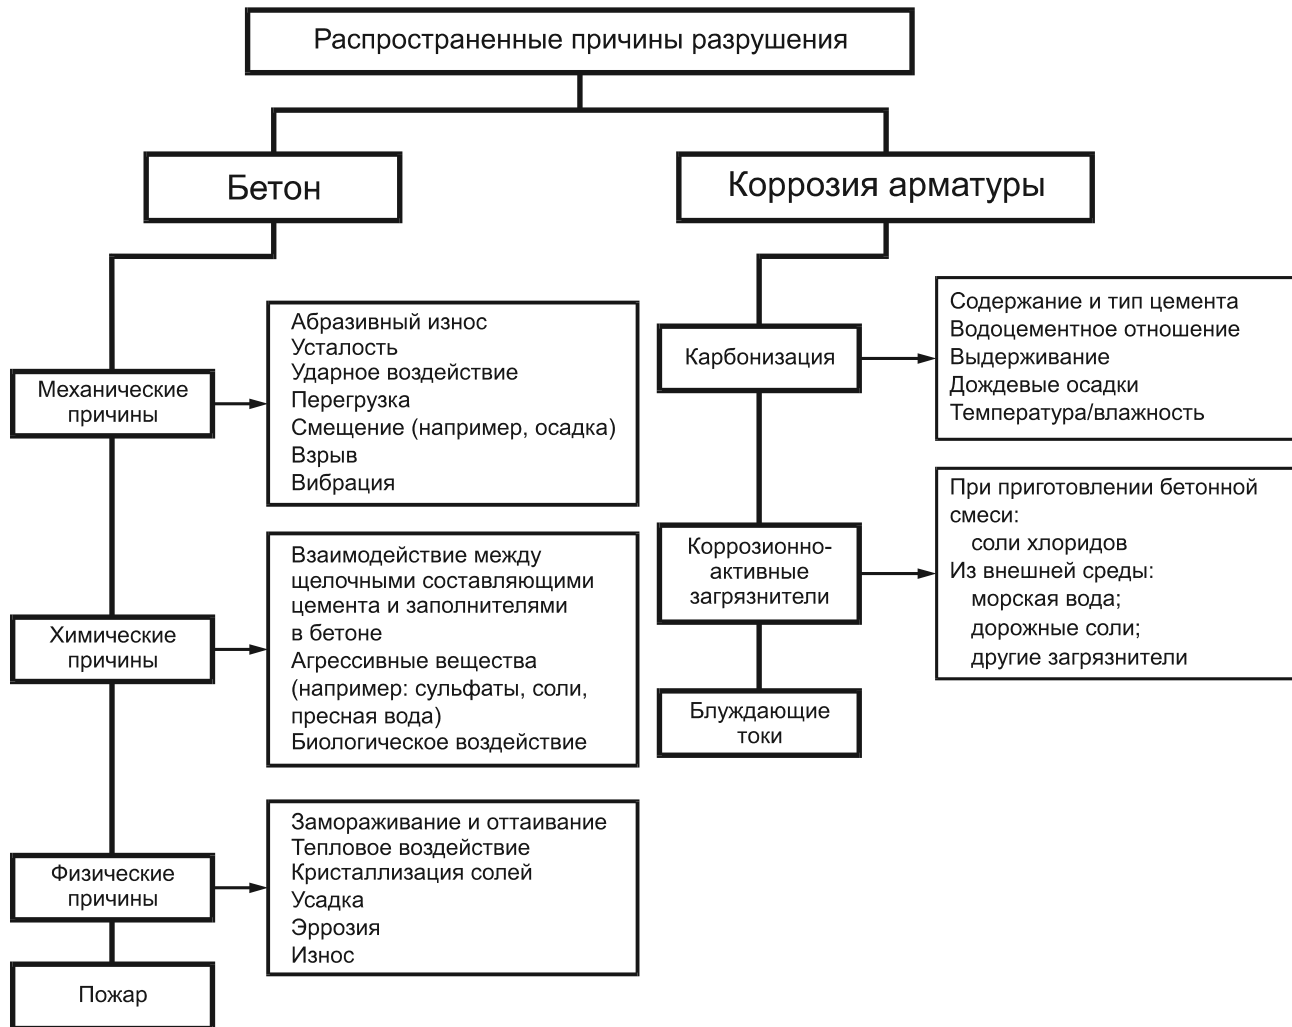 Распространенные причины разрушения
Бетон
Механические
причины
Абразивный износ
Усталость
Ударное воздействие
Перегрузка
Смещение (например, осадка)
Взрыв
Вибрация
Химические
причины
Взаимодействие между
щелочными составляющими
цемента и заполнителями
в бетоне
Агрессивные вещества
(например: сульфаты, соли,
пресная вода)
Биологическое воздействие
Физические
причины
Замораживание и оттаивание
Тепловое воздействие
Кристаллизация солей
Усадка
Эррозия
Износ
Пожар
Коррозия арматуры
Карбонизация
Содержание и тип цемента
Водоцементное отношение
Выдерживание
Дождевые осадки
Температура/влажность
Коррозионно-
активные
загрязнители
При приготовлении бетонной
смеси:
соли хлоридов
Из внешней среды:
морская вода;
дорожные соли;
другие загрязнители
Блуждающие
токи